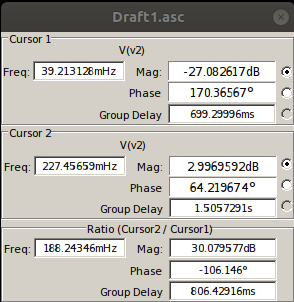 Draft1.asc
Cursor 1
V(v2)
Freq: 39.213128mHz Mag: -27.082617dB
Phase 170.36567°
Group Delay 699.29996ms
Cursor 2
V(v2)
Freq: 227.45659mHz Mag: 2.9969592dB
Phase 64.219674°
Group Delay 1.5057291s
Ratio (Cursor2 / Cursor1)
Freq: 188.24346mHz Mag: 30.079577dB
Phase -106.146°
Group Delay 806.42916ms